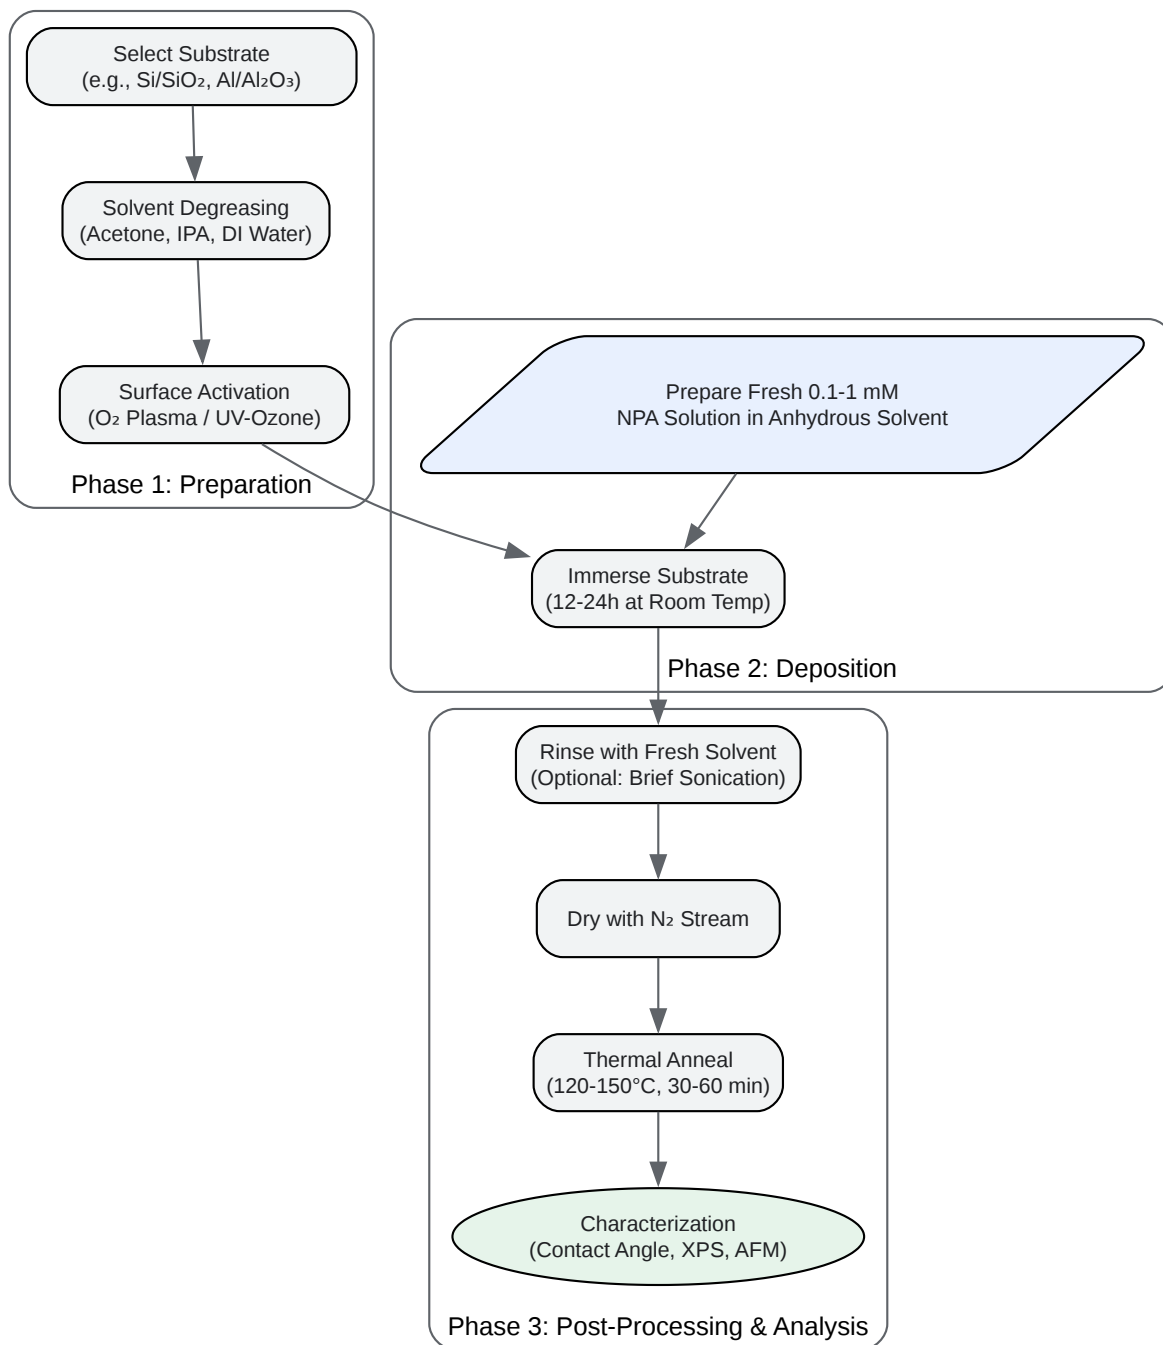 Select Substrate
(e.g., Si/SiO₂, Al/Al₂O₃)
Solvent Degreasing
(Acetone, IPA, DI Water)
Surface Activation
(O₂ Plasma / UV-Ozone)
Phase 1: Preparation
Prepare Fresh 0.1-1 mM
NPA Solution in Anhydrous Solvent
Immerse Substrate
(12-24h at Room Temp)
Phase 2: Deposition
Rinse with Fresh Solvent
(Optional: Brief Sonication)
Dry with N₂ Stream
Thermal Anneal
(120-150°C, 30-60 min)
Characterization
(Contact Angle, XPS, AFM)
Phase 3: Post-Processing & Analysis